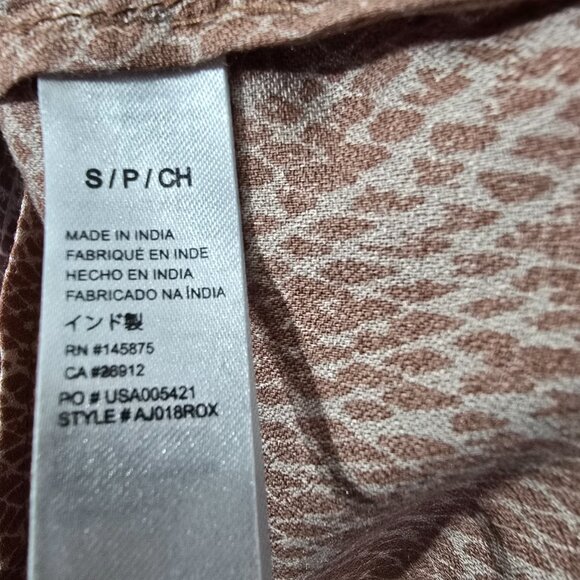 S / P / CH
MADE IN INDIA
FABRIQUÉ EN INDE
HECHO EN INDIA
FABRICADO NA ÍNDIA
インド製
RN #145875
CA #26912
PO # USA005421
STYLE # AJ018ROX